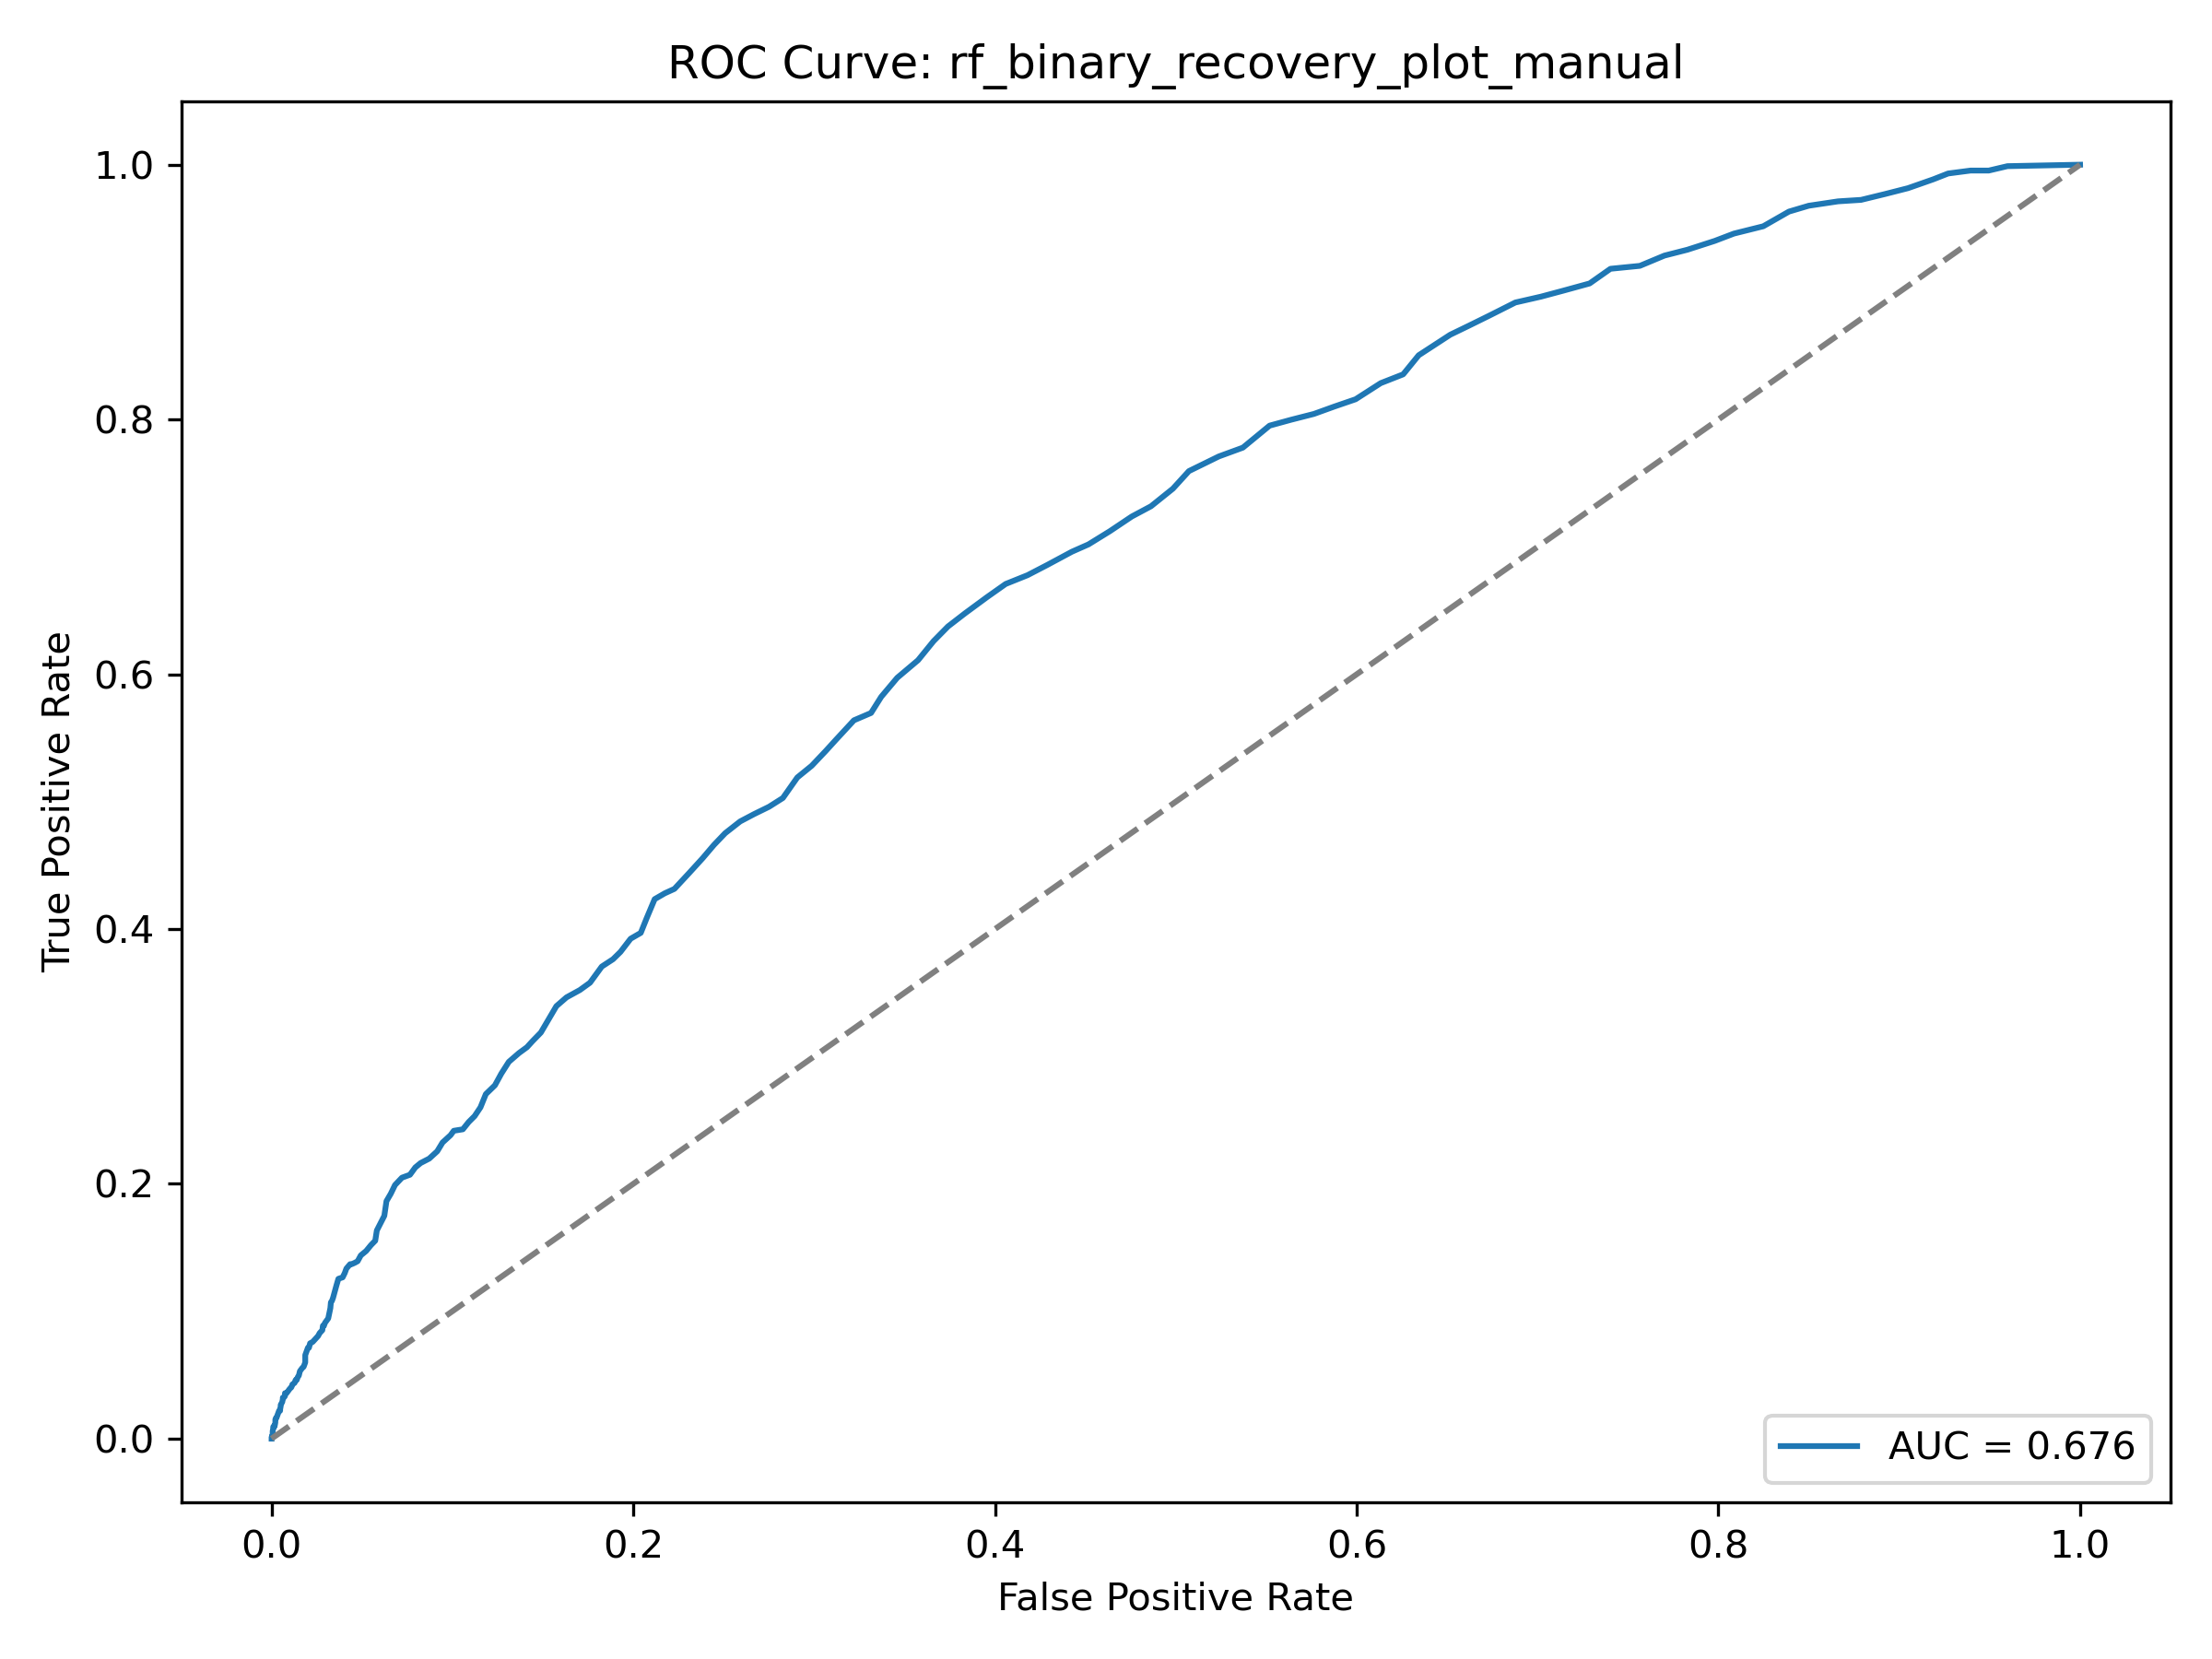 ROC Curve: rf_binary_recovery_plot_manual
True Positive Rate
1.0
0.8
0.6
0.4
0.2
0.0
AUC = 0.676
0.0 0.2 0.4 0.6 0.8 1.0
False Positive Rate